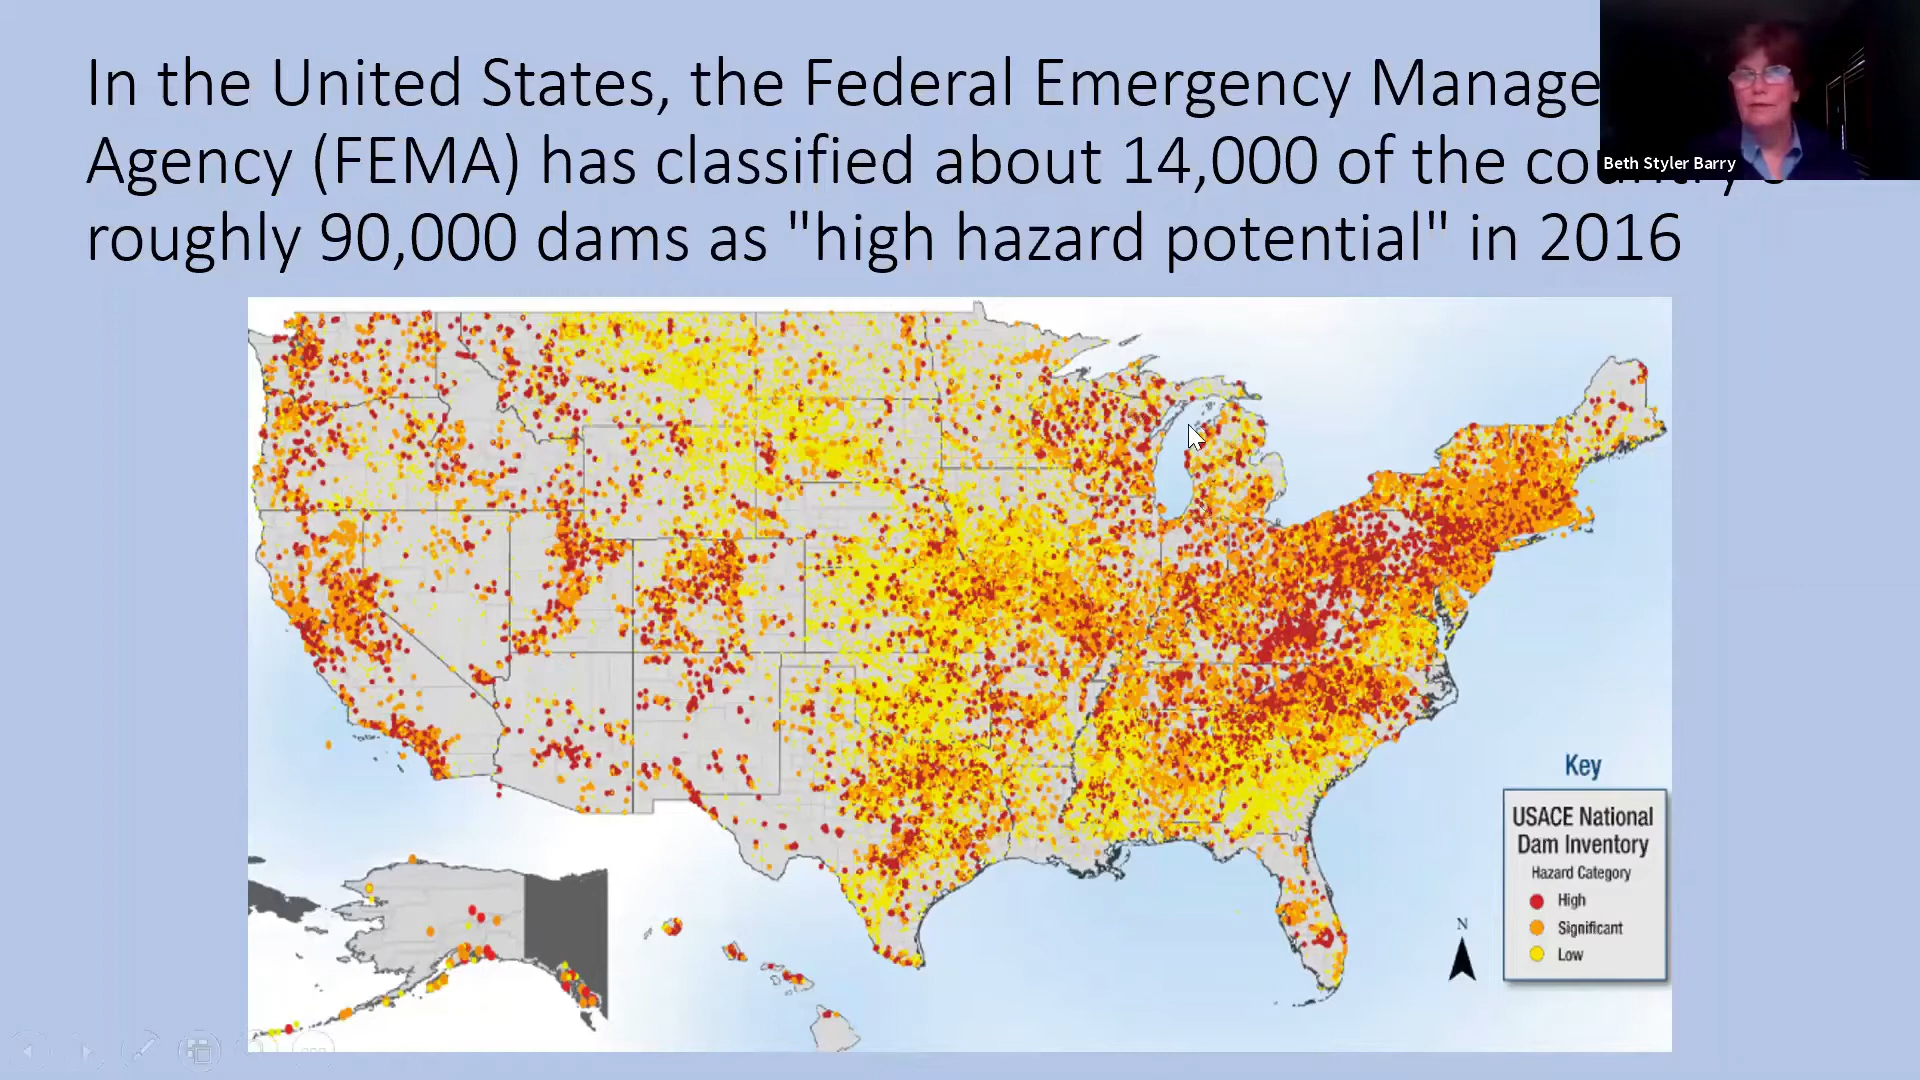 In the United States, the Federal Emergency Manage
Agency (FEMA) has classified about 14,000 of the
roughly 90,000 dams as "high hazard potential" in 2016
Beth Styler Barry
Key
USACE National
Dam Inventory
Hazard Category
High
Significant
Low
N